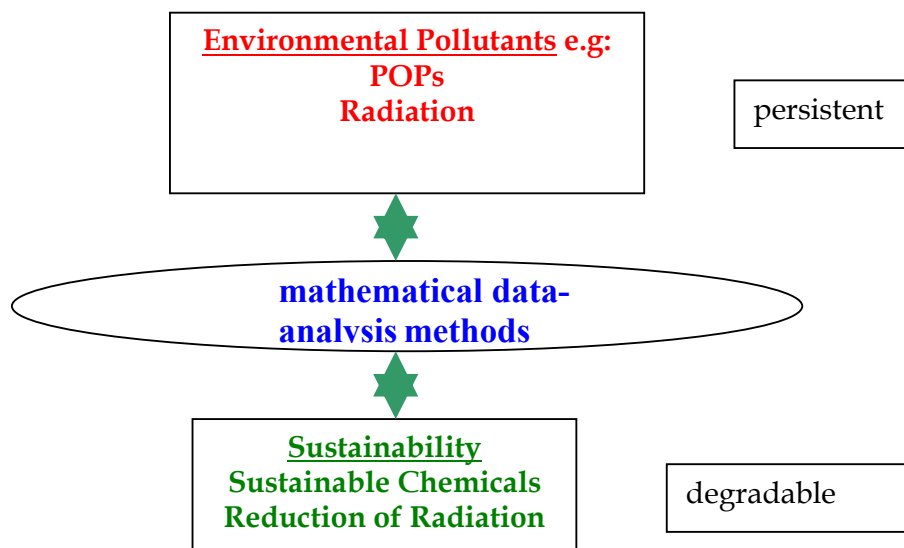 Environmental Pollutants e.g:
POPs
Radiation
persistent
mathematical data-
analysis methods
Sustainability
Sustainable Chemicals
Reduction of Radiation
degradable